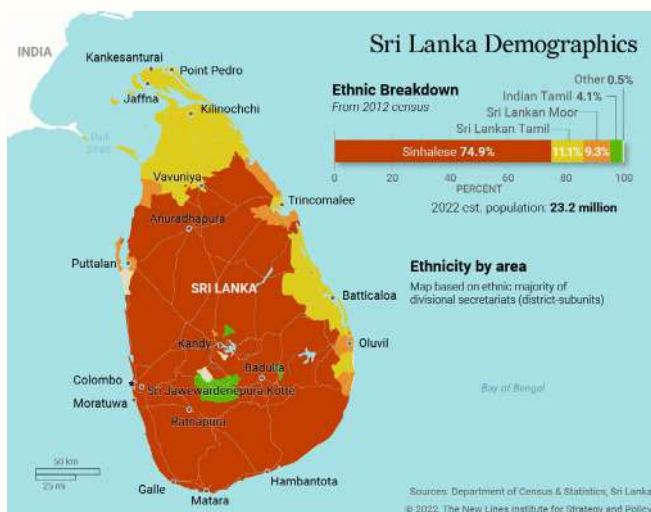 Sri Lanka Demographics
INDIA
Kankesanturai
Point Pedro
Jaffna
Kilinochchi
Palk
Strait
Vavuniya
Trincomalee
Anuradhapura
Puttalan
SRI LANKA
Batticaloa
Kandy
Oluvil
Badulla
Colombo
Sri Jawewardenepura Kotte
Moratuwa
Ratnapura
Galle
Matara
Hambantota
Bay of Bengal
50 km
25 mi
Ethnic Breakdown
From 2012 census
Other 0.5%
Indian Tamil 4.1%
Sri Lankan Moor
Sri Lankan Tamil
Sinhalese 74.9%
11.1%
9.3%
0 20 40 60 80 100
PERCENT
2022 est. population: 23.2 million
Ethnicity by area
Map based on ethnic majority of
divisional secretariats (district-subunits)
Sources: Department of Census & Statistics, Sri Lanka
© 2022, The New Lines Institute for Strategy and Policy